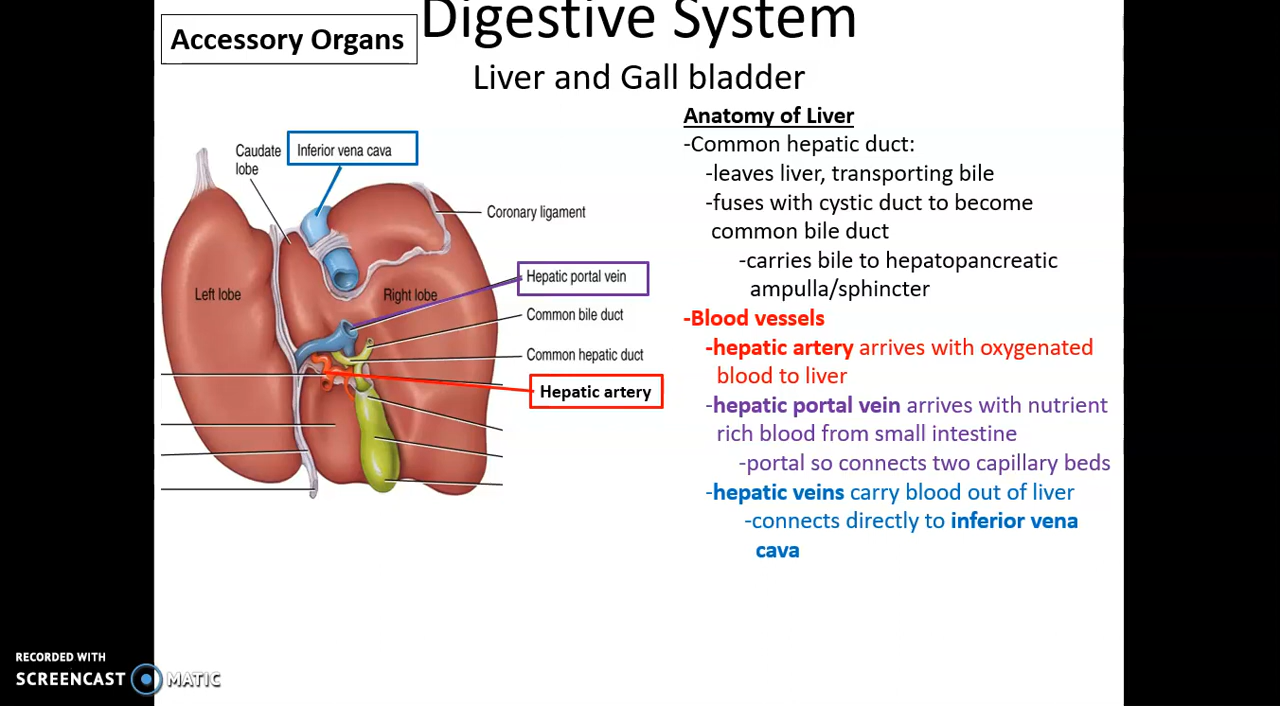 Accessory Organs
Digestive System
Liver and Gall bladder
Caudate
lobe
Inferior vena cava
Coronary ligament
Hepatic portal vein
Left lobe
Right lobe
Common bile duct
Common hepatic duct
Hepatic artery
Anatomy of Liver
-Common hepatic duct:
-leaves liver, transporting bile
-fuses with cystic duct to become
common bile duct
-carries bile to hepatopancreatic
ampulla/sphincter
-Blood vessels
-hepatic artery arrives with oxygenated
blood to liver
-hepatic portal vein arrives with nutrient
rich blood from small intestine
-portal so connects two capillary beds
-hepatic veins carry blood out of liver
-connects directly to inferior vena
cava
RECORDED WITH
SCREENCAST MATIC